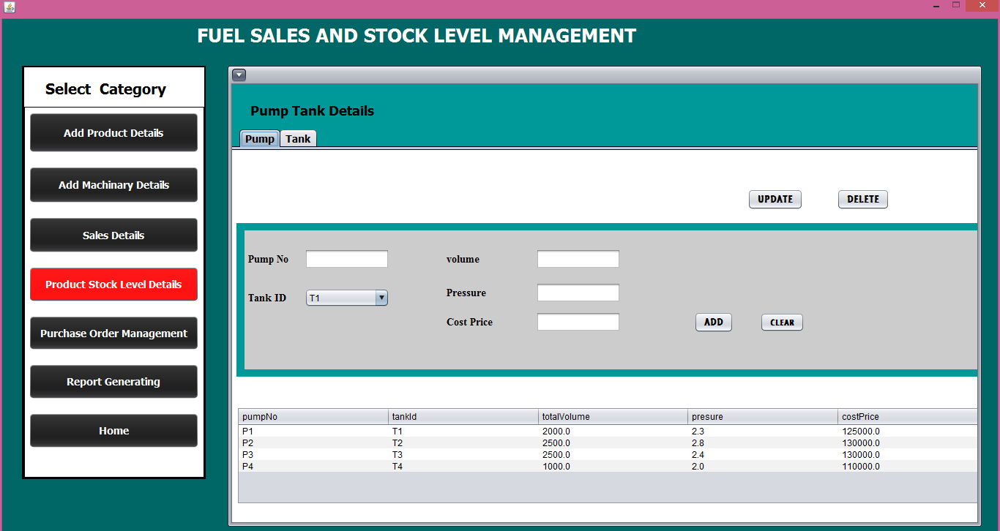 FUEL SALES AND STOCK LEVEL MANAGEMENT
Select Category
Add Product Details
Add Machinary Details
Sales Details
Product Stock Level Details
Purchase Order Management
Report Generating
Home
Pump Tank Details
Pump Tank
UPDATE DELETE
Pump No volume
Tank ID T1 Pressure
Cost Price ADD CLEAR
pumpNo tankId totalVolume presure costPrice
P1 T1 2000.0 2.3 125000.0
P2 T2 2500.0 2.8 130000.0
P3 T3 2500.0 2.4 130000.0
P4 T4 1000.0 2.0 110000.0